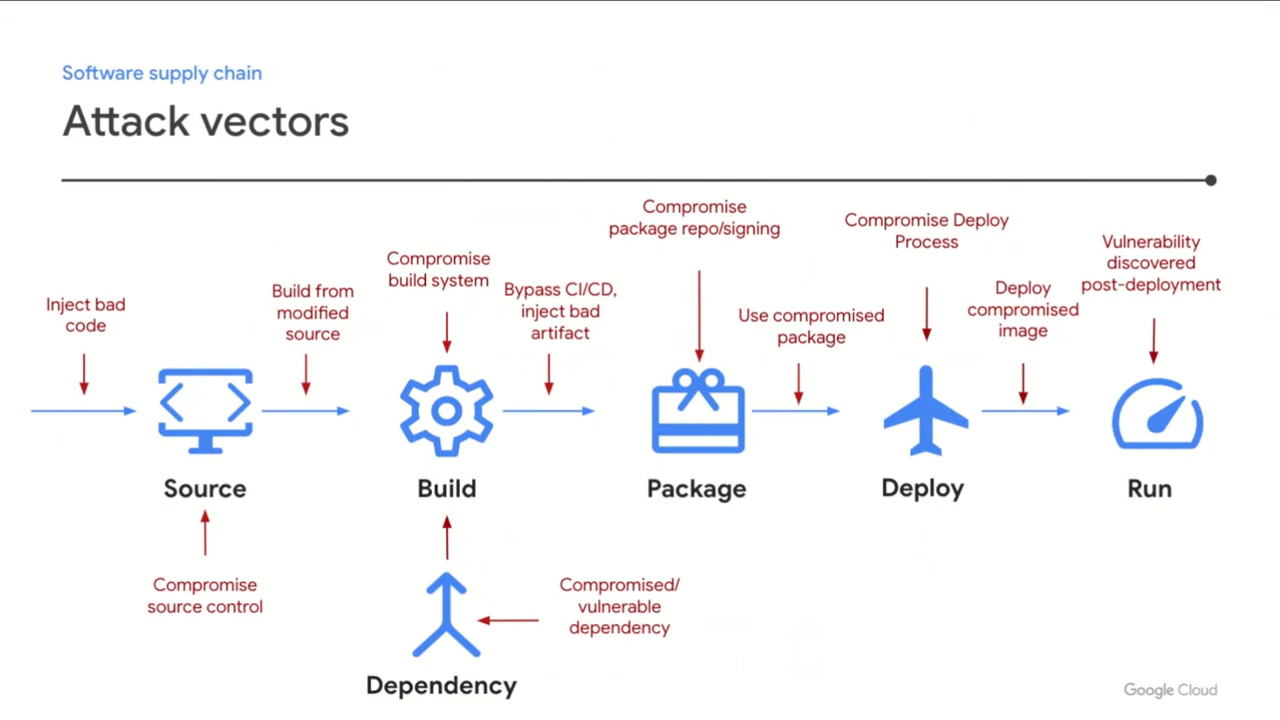 Software supply chain
Attack vectors
Inject bad
code
Build from
modified
source
Compromise
build system
Bypass CI/CD,
inject bad
artifact
Compromise
package repo/signing
Use compromised
package
Compromise Deploy
Process
Deploy
compromised
image
Vulnerability
discovered
post-deployment
Source
Build
Package
Deploy
Run
Compromise
source control
Compromised/
vulnerable
dependency
Dependency
Google Cloud